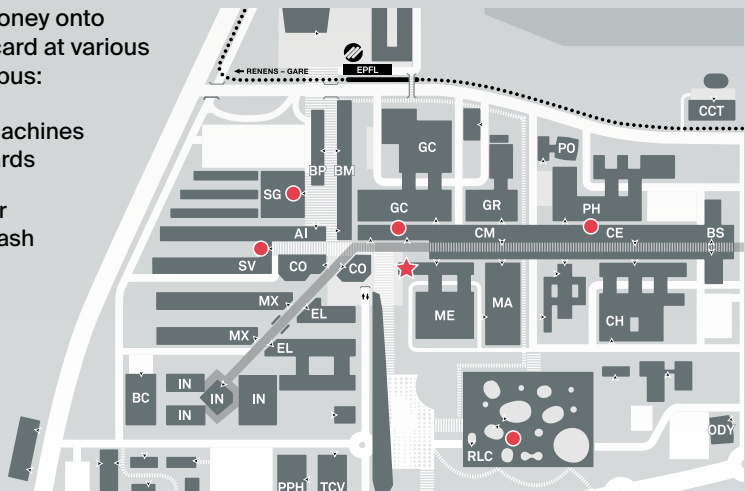 oney onto
card at various
pus:
achines
ards
r
ash
← RENENS – GARE
EPFL
CCT
GC
PO
BP
BM
SG
GC
GR
PH
AI
CM
CE
BS
SV
CO
CO
MX
EL
ME
MA
CH
MX
EL
BC
IN
IN
IN
IN
RLC
ODY
PPH
TCV